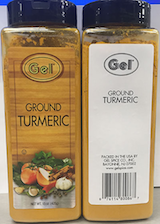 Gel
GROUND
TURMERIC
Gel
GROUND
TURMERIC
PACKED IN THE USA BY
GEL SPICE CO., INC.
BAYONNE, NJ 07002
www.gelspice.com